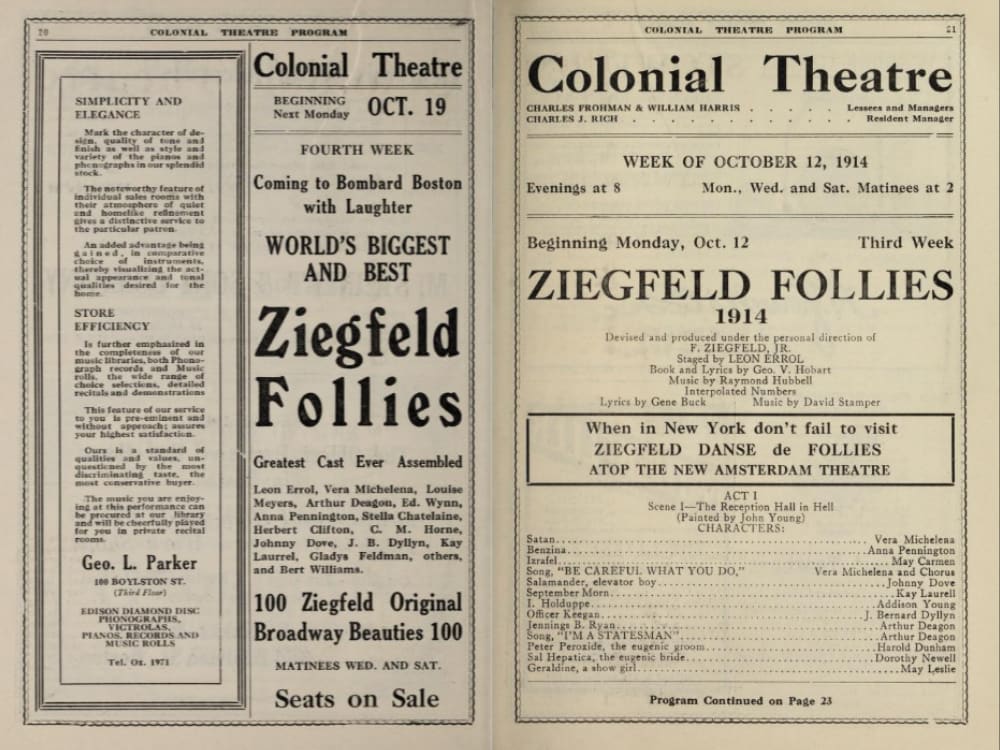 20
COLONIAL THEATRE PROGRAM
SIMPLICITY AND
ELEGANCE
Mark the character of de-
sign, quality of tone and
finish as well as style and
variety of the pianos and
phonographs in our splendid
stock.
The noteworthy feature of
individual sales rooms with
their atmosphere of quiet
and homelike refinement
gives a distinctive service to
the particular patron.
An added advantage being
gained, in comparative
choice of instruments,
thereby visualizing the act-
ual appearance and tonal
qualities desired for the
home.
STORE
EFFICIENCY
Is further emphasized in
the completeness of our
music libraries, both Phono-
graph records and Music
rolls, the wide range of
choice selections, detailed
recitals and demonstrations
This feature of our service
to you is pre-eminent and
without approach; assures
your highest satisfaction.
Ours is a standard of
qualities and values, un-
questioned by the most
discriminating taste, the
most conservative buyer.
The music you are enjoy-
ing at this performance can
be procured at our library
and will be cheerfully played
for you in private recital
rooms.
Geo. L. Parker
100 BOYLSTON ST.
(Third Floor)
EDISON DIAMOND DISC
PHONOGRAPHS,
VICTROLAS,
PIANOS, RECORDS AND
MUSIC ROLLS
Tel. Ox. 1971
Colonial Theatre
BEGINNING
Next Monday
OCT. 19
FOURTH WEEK
Coming to Bombard Boston
with Laughter
WORLD'S BIGGEST
AND BEST
Ziegfeld
Follies
Greatest Cast Ever Assembled
Leon Errol, Vera Michelena, Louise
Meyers, Arthur Deagon, Ed. Wynn,
Anna Pennington, Stella Chatelaine,
Herbert Clifton, C. M. Horne,
Johnny Dove, J. B. Dyllyn, Kay
Laurrel, Gladys Feldman, others,
and Bert Williams.
100 Ziegfeld Original
Broadway Beauties 100
MATINEES WED. AND SAT.
Seats on Sale
COLONIAL THEATRE PROGRAM
21
Colonial Theatre
CHARLES FROHMAN & WILLIAM HARRIS . . . . . Lessees and Managers
CHARLES J. RICH . . . . . . . . . . . Resident Manager
WEEK OF OCTOBER 12, 1914
Evenings at 8 Mon., Wed. and Sat. Matinees at 2
Beginning Monday, Oct. 12 Third Week
ZIEGFELD FOLLIES
1914
Devised and produced under the personal direction of
F. ZIEGFELD, JR.
Staged by LEON ERROL
Book and Lyrics by Geo. V. Hobart
Music by Raymond Hubbell
Interpolated Numbers
Lyrics by Gene Buck Music by David Stamper
When in New York don't fail to visit
ZIEGFELD DANSE de FOLLIES
ATOP THE NEW AMSTERDAM THEATRE
ACT I
Scene I—The Reception Hall in Hell
(Painted by John Young)
CHARACTERS:
Satan........Vera Michelena
Benzina........Anna Pennington
Izrafel........May Carmen
Song, "BE CAREFUL WHAT YOU DO," Vera Michelena and Chorus
Salamander, elevator boy........Johnny Dove
September Morn........Kay Laurell
I. Holduppe........Addison Young
Officer Keegan........J. Bernard Dyllyn
Jennings B. Ryan........Arthur Deagon
Song, "I'M A STATESMAN"........Arthur Deagon
Peter Peroxide, the eugenic groom........Harold Dunham
Sal Hepatica, the eugenic bride........Dorothy Newell
Geraldine, a show girl........May Leslie
Program Continued on Page 23